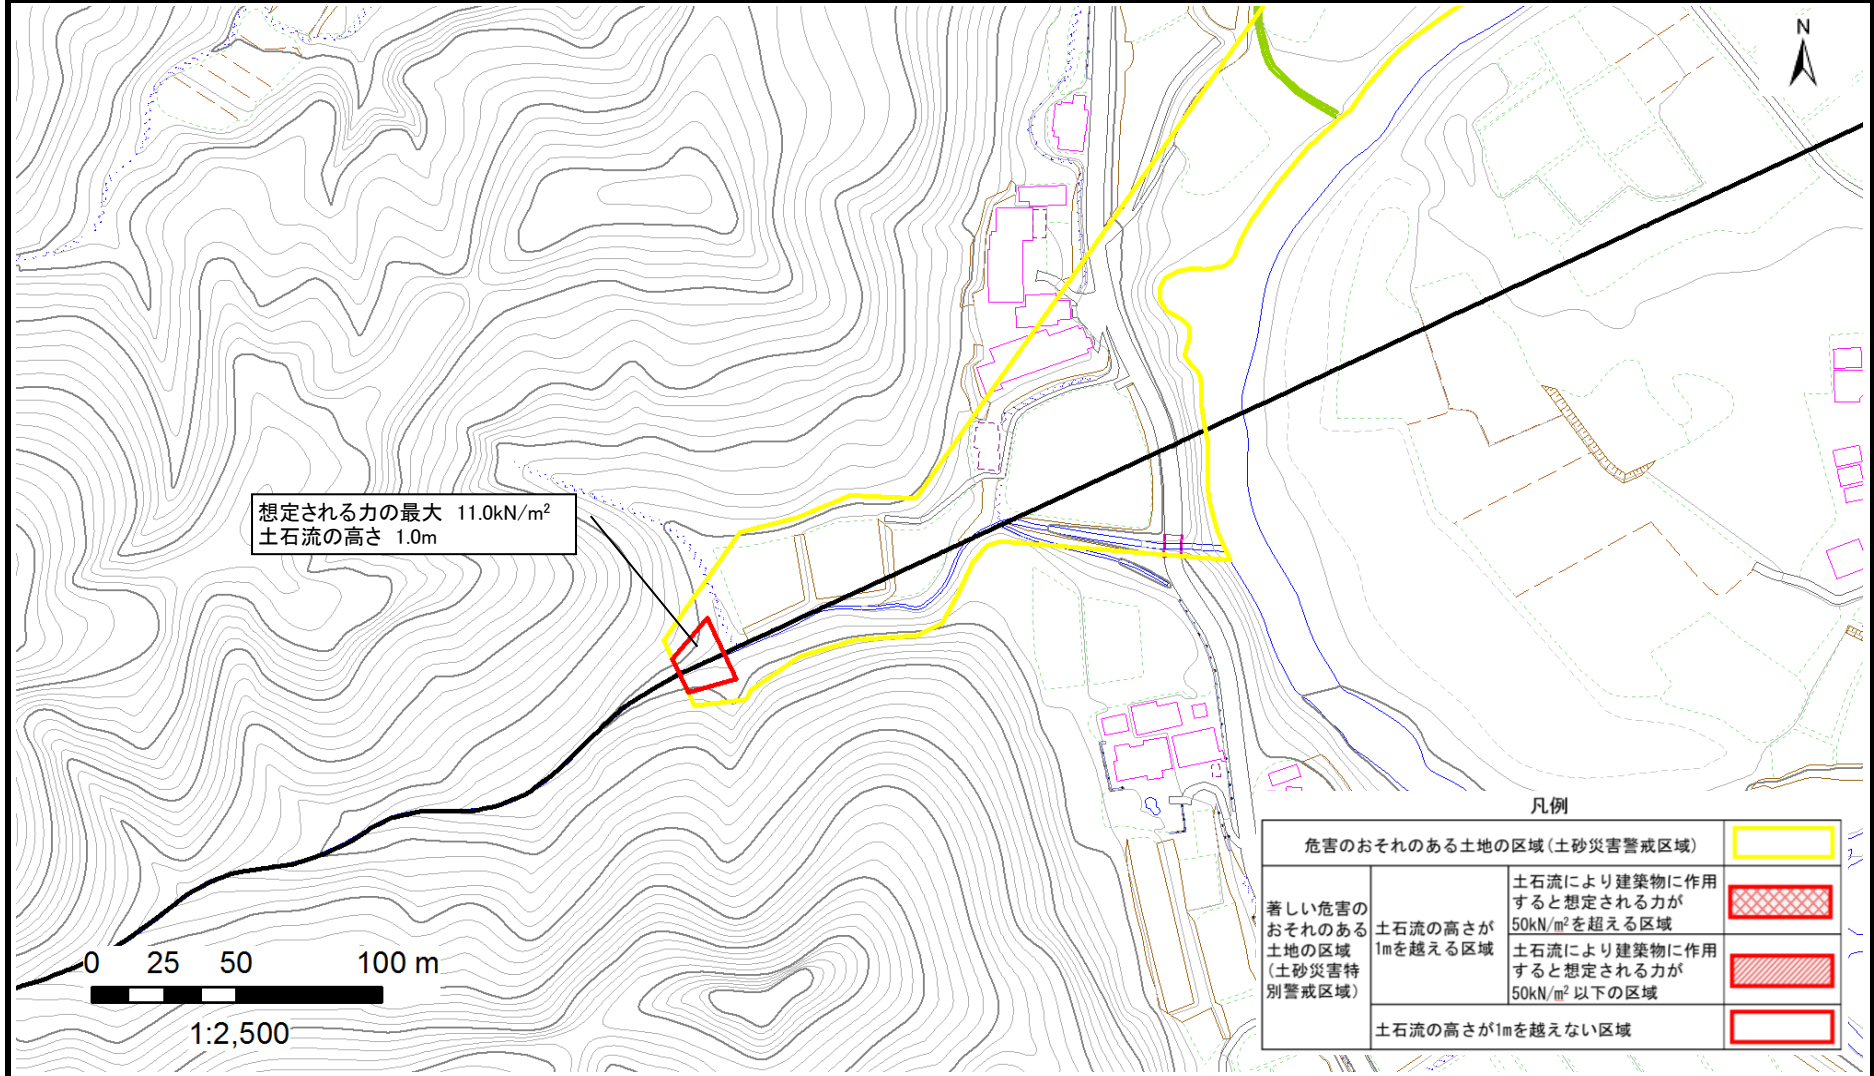 N
想定される力の最大 11.0kN/m²
土石流の高さ 1.0m
0 25 50 100 m
1:2,500
凡例
危害のおそれのある土地の区域(土砂災害警戒区域)
著しい危害の
おそれのある
土地の区域
(土砂災害特
別警戒区域)
土石流の高さが
1mを越える区域
土石流により建築物に作用
すると想定される力が
50kN/m²を超える区域
土石流により建築物に作用
すると想定される力が
50kN/m²以下の区域
土石流の高さが1mを越えない区域